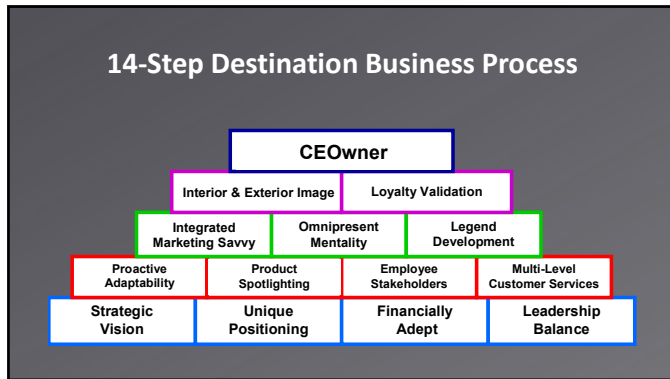 14-Step Destination Business Process
CEOwner
Interior & Exterior Image
Loyalty Validation
Integrated
Marketing Savvy
Omnipresent
Mentality
Legend
Development
Proactive
Adaptability
Product
Spotlighting
Employee
Stakeholders
Multi-Level
Customer Services
Strategic
Vision
Unique
Positioning
Financially
Adept
Leadership
Balance